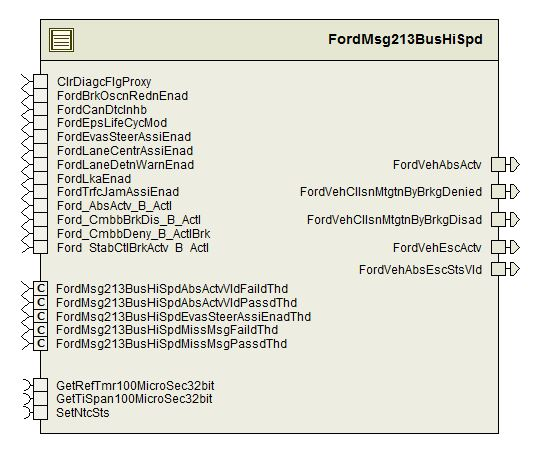 FordMsg213BusHiSpd
ClrDiagcFlgProxy
FordBrkOscnRednEnad
FordCanDtcInhb
FordEpsLifeCycMod
FordEvasSteerAssiEnad
FordLaneCentrAssiEnad
FordLaneDetnWarnEnad
FordLkaEnad
FordTrfcJamAssiEnad
Ford_AbsActv_B_Actl
Ford_CmbbBrkDis_B_Actl
Ford_CmbbDeny_B_ActlBrk
Ford_StabCtlBrkActv_B_Actl
FordVehAbsActv
FordVehCllsnMtgtnByBrkgDenied
FordVehCllsnMtgtnByBrkgDisad
FordVehEscActv
FordVehAbsEscStsVld
C FordMsg213BusHiSpdAbsActvVldFaildThd
C FordMsg213BusHiSpdAbsActvVldPassdThd
C FordMsg213BusHiSpdEvasSteerAssiEnadThd
C FordMsg213BusHiSpdMissMsgFaildThd
C FordMsg213BusHiSpdMissMsgPassdThd
GetRefTmr100MicroSec32bit
GetTiSpan100MicroSec32bit
SetNtcSts